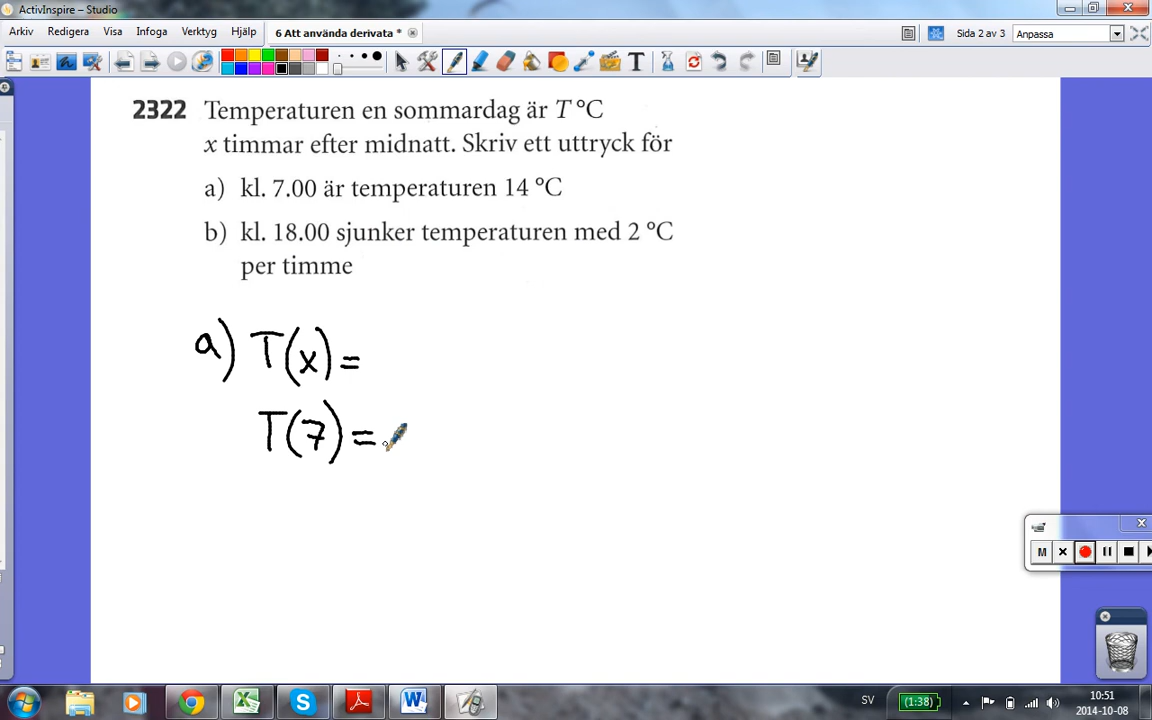 ActivInspire – Studio
Arkiv Redigera Visa Infoga Verktyg Hjälp
6 Att använda derivata *
Sida 2 av 3
Anpassa
2322 Temperaturen en sommardag är T °C
x timmar efter midnatt. Skriv ett uttryck för
a) kl. 7.00 är temperaturen 14 °C
b) kl. 18.00 sjunker temperaturen med 2 °C
per timme
a) T(x)=
T(7)=
M
SV
(1:38)
10:51
2014-10-08